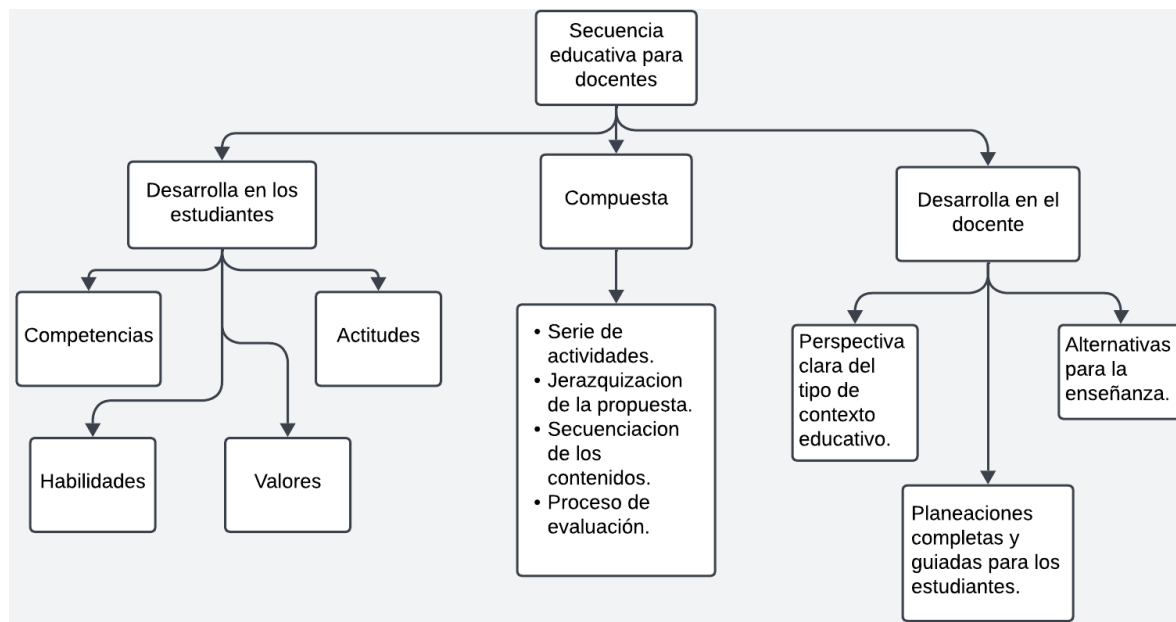 Secuencia
educativa para
docentes
Desarrolla en los
estudiantes
Compuesta
Desarrolla en el
docente
Competencias
Actitudes
Habilidades
Valores
• Serie de
actividades.
• Jerazquizacion
de la propuesta.
• Secuenciacion
de los
contenidos.
• Proceso de
evaluación.
Perspectiva
clara del
tipo de
contexto
educativo.
Alternativas
para la
enseñanza.
Planeaciones
completas y
guiadas para los
estudiantes.